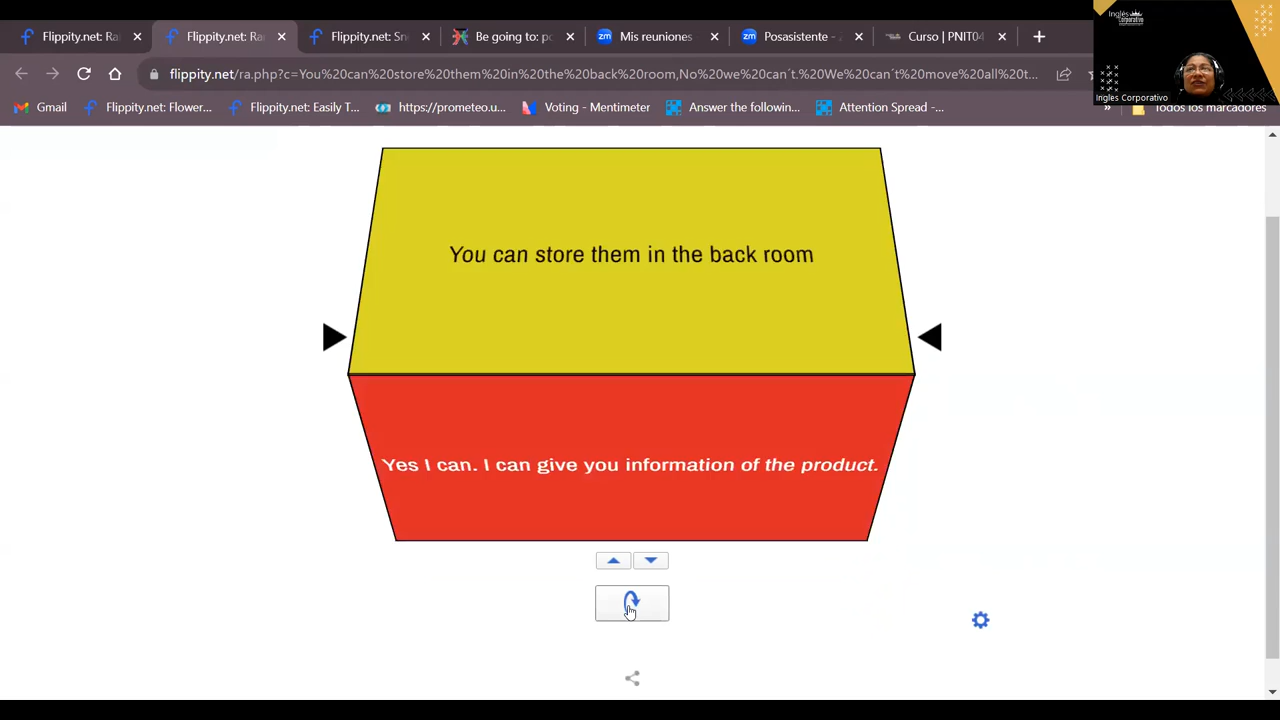 Flippity.net: Ra
Flippity.net: Ra
Flippity.net: Sn
Be going to: p
Mis reuniones
Posasistente -
Curso | PNIT04
flippity.net/ra.php?c=You%20can%20store%20them%20in%20the%20back%20room,No%20we%20can´t.%20We%20can´t%20move%20all%20t...
Gmail
Flippity.net: Flower...
Flippity.net: Easily T...
https://prometeo.u...
Voting - Mentimeter
Answer the followin...
Attention Spread -...
Todos los marcadores
Inglés
Corporativo
Ingles Corporativo
You can store them in the back room
Yes I can. I can give you information of the product.